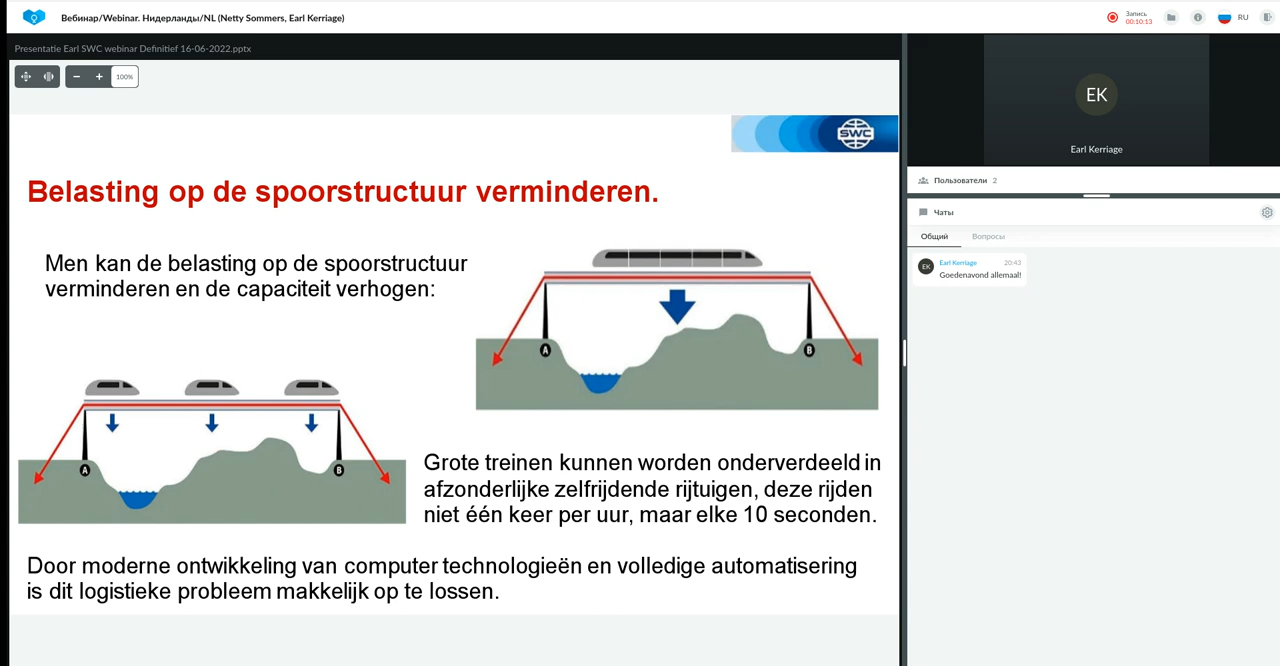 Вебинар/Webinar. Нидерланды/NL (Netty Sommers, Earl Kerriage)
Запись
00:10:13
RU
Presentatie Earl SWC webinar Definitief 16-06-2022.pptx
100%
SWC
Belasting op de spoorstructuur verminderen.
Men kan de belasting op de spoorstructuur
verminderen en de capaciteit verhogen:
A
B
A
B
Grote treinen kunnen worden onderverdeeld in
afzonderlijke zelfrijdende rijtuigen, deze rijden
niet één keer per uur, maar elke 10 seconden.
Door moderne ontwikkeling van computer technologieën en volledige automatisering
is dit logistieke probleem makkelijk op te lossen.
EK
Earl Kerriage
Пользователи 2
Чаты
Общий Вопросы
EK
Earl Kerriage 20:43
Goedenavond allemaal!